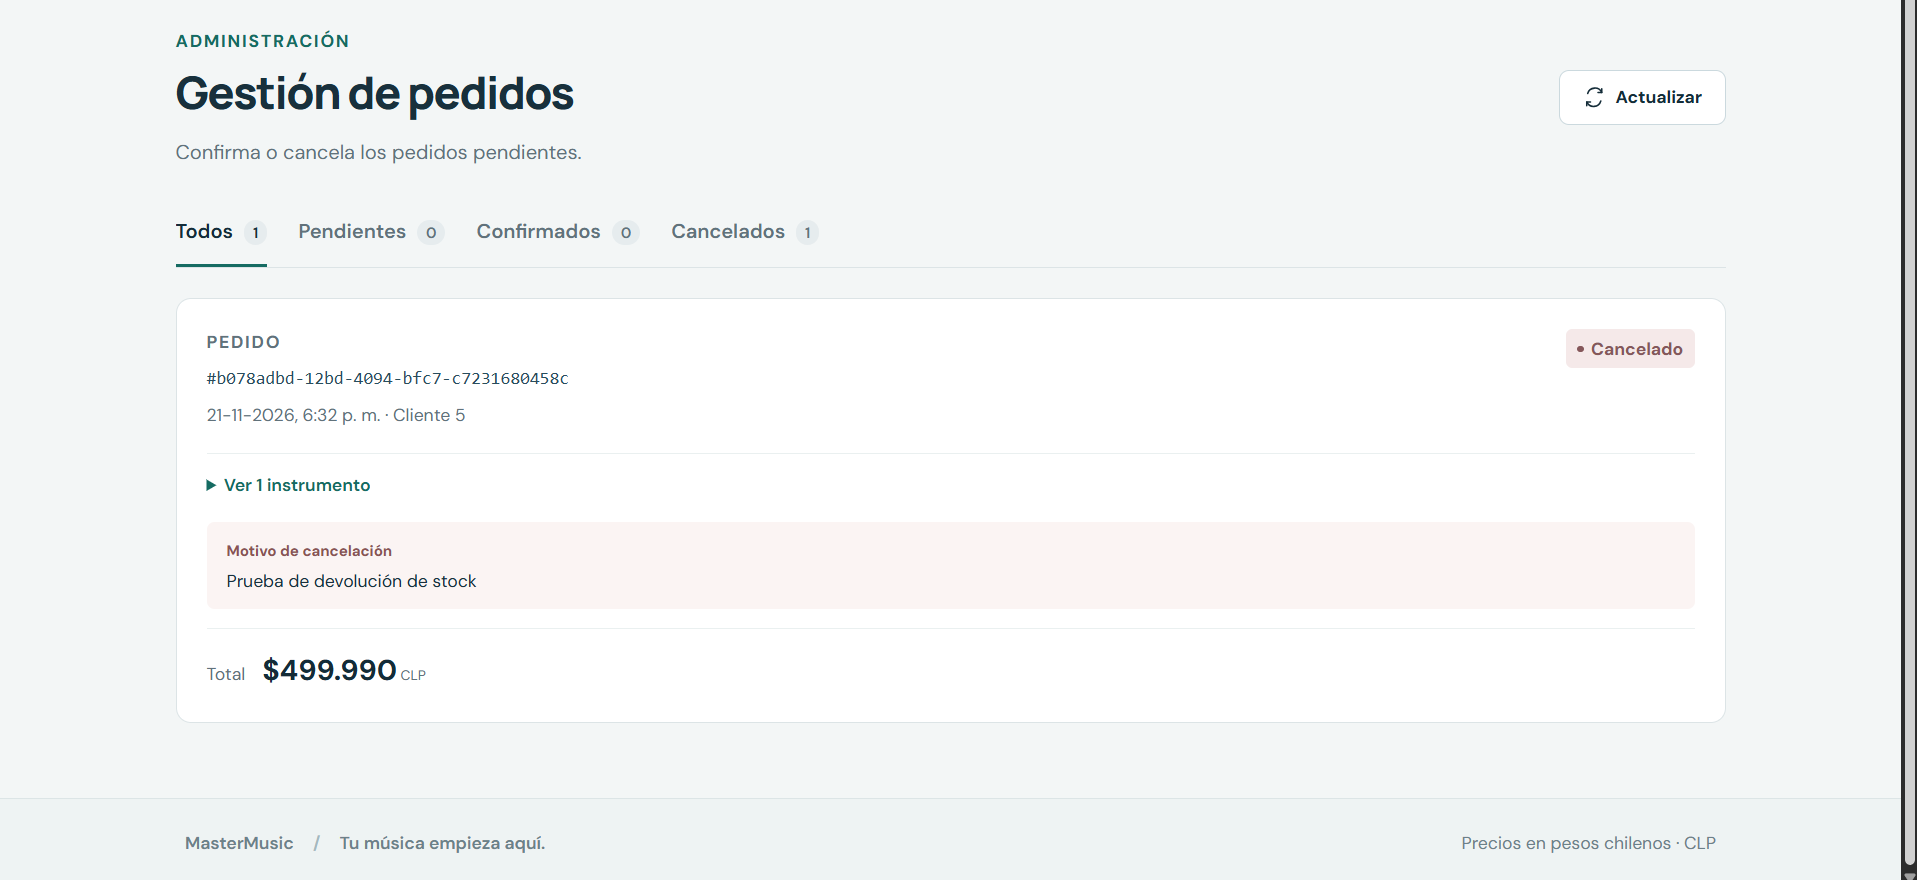 ADMINISTRACIÓN
Gestión de pedidos
Actualizar
Confirma o cancela los pedidos pendientes.
Todos 1 Pendientes 0 Confirmados 0 Cancelados 1
PEDIDO
Cancelado
#b078adbd-12bd-4094-bfc7-c7231680458c
21-11-2026, 6:32 p. m. · Cliente 5
Ver 1 instrumento
Motivo de cancelación
Prueba de devolución de stock
Total $499.990 CLP
MasterMusic / Tu música empieza aquí.
Precios en pesos chilenos · CLP